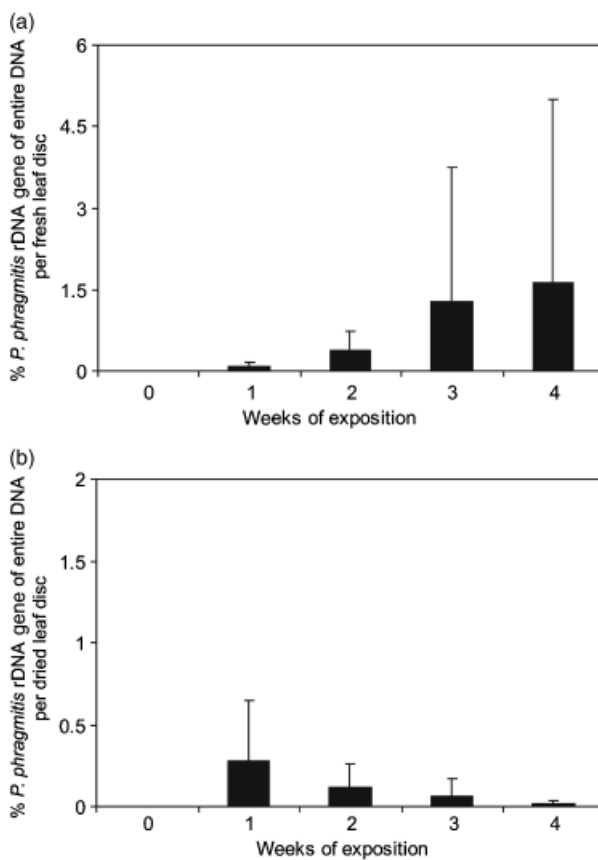 (a)
% P. phragmitis rDNA gene of entire DNA
per fresh leaf disc
6
4.5
3
1.5
0
0 1 2 3 4
Weeks of exposition
(b)
% P. phragmitis rDNA gene of entire DNA
per dried leaf disc
2
1.5
1
0.5
0
0 1 2 3 4
Weeks of exposition